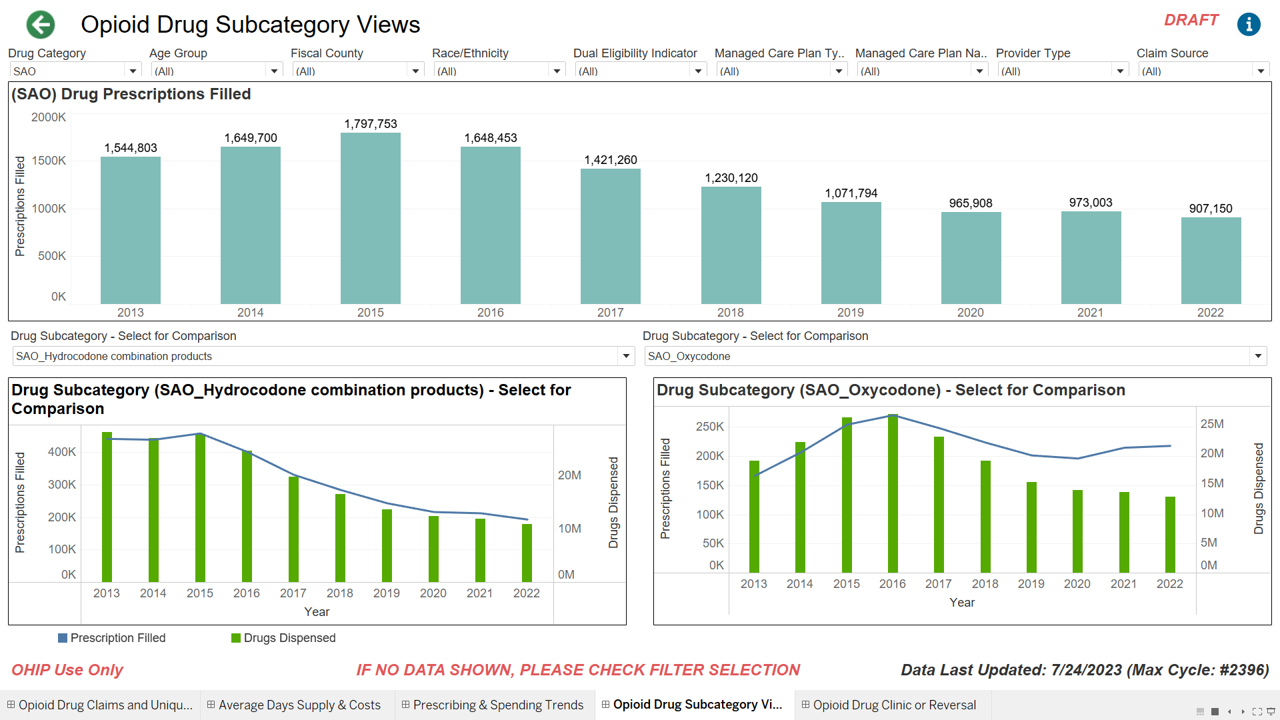 Opioid Drug Subcategory Views
DRAFT
Drug Category Age Group Fiscal County Race/Ethnicity Dual Eligibility Indicator Managed Care Plan Ty.. Managed Care Plan Na.. Provider Type Claim Source
SAO (All) (All) (All) (All) (All) (All) (All) (All)
(SAO) Drug Prescriptions Filled
Prescriptions Filled
2000K
1500K
1000K
500K
0K
1,544,803 1,649,700 1,797,753 1,648,453 1,421,260 1,230,120 1,071,794 965,908 973,003 907,150
2013 2014 2015 2016 2017 2018 2019 2020 2021 2022
Drug Subcategory - Select for Comparison
SAO_Hydrocodone combination products
Drug Subcategory - Select for Comparison
SAO_Oxycodone
Drug Subcategory (SAO_Hydrocodone combination products) - Select for
Comparison
Prescriptions Filled
400K
300K
200K
100K
0K
20M
10M
0M
Drugs Dispensed
2013 2014 2015 2016 2017 2018 2019 2020 2021 2022
Year
Drug Subcategory (SAO_Oxycodone) - Select for Comparison
Prescriptions Filled
250K
200K
150K
100K
50K
0K
25M
20M
15M
10M
5M
0M
Drugs Dispensed
2013 2014 2015 2016 2017 2018 2019 2020 2021 2022
Year
Prescription Filled Drugs Dispensed
OHIP Use Only
IF NO DATA SHOWN, PLEASE CHECK FILTER SELECTION
Data Last Updated: 7/24/2023 (Max Cycle: #2396)
Opioid Drug Claims and Uniqu... Average Days Supply & Costs Prescribing & Spending Trends Opioid Drug Subcategory Vi... Opioid Drug Clinic or Reversal